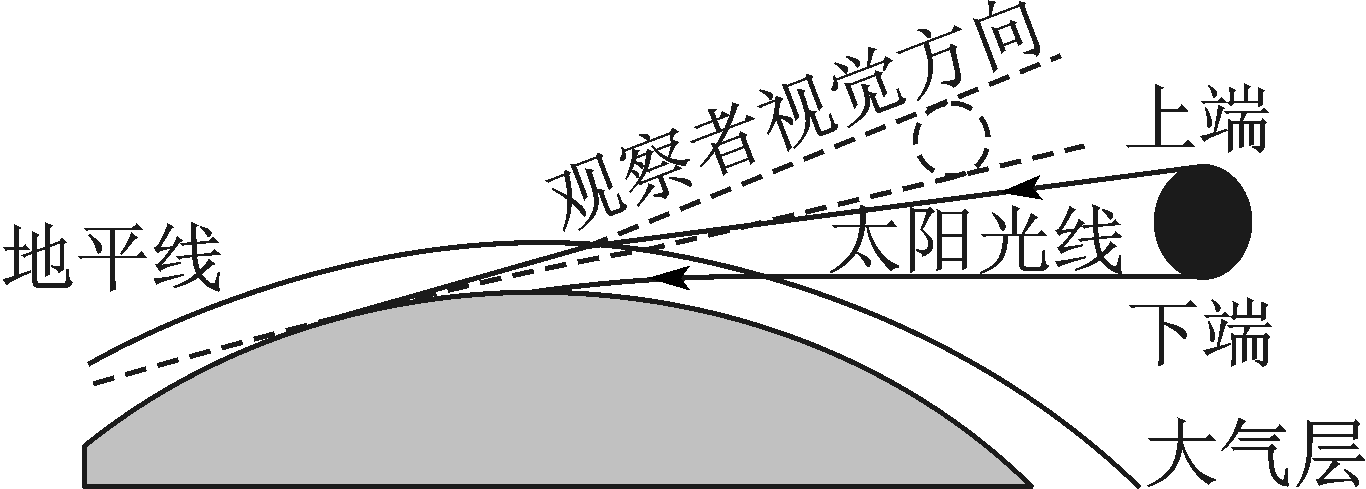 观察者视觉方向
上端
地平线
太阳光线
下端
大气层